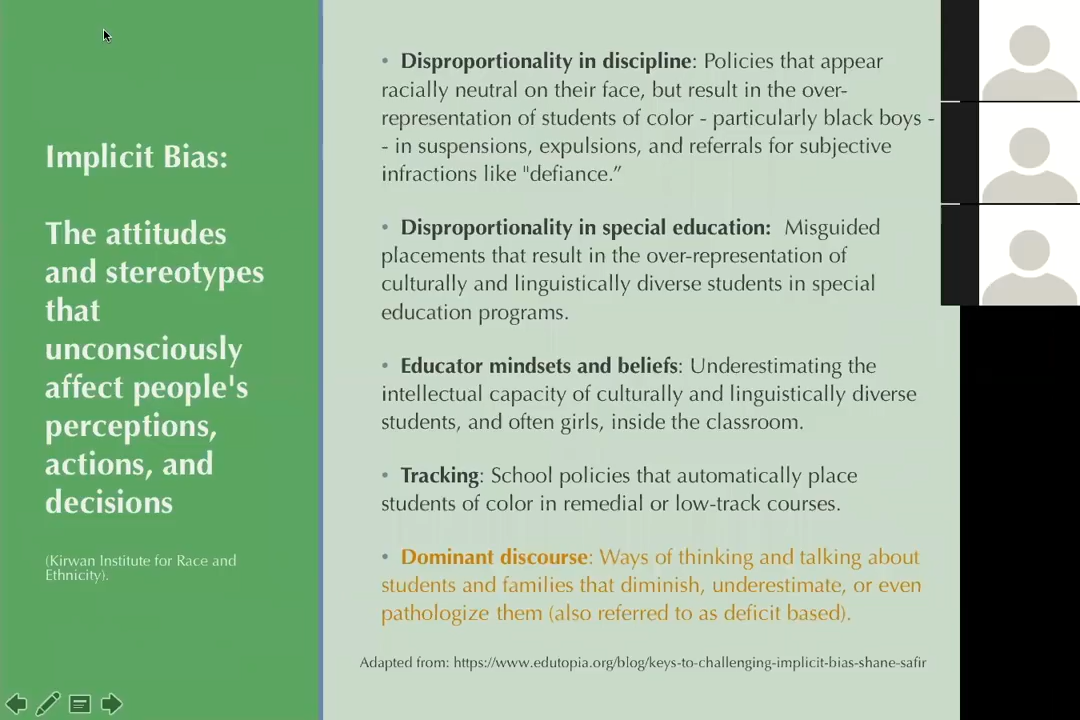 Implicit Bias:
The attitudes
and stereotypes
that
unconsciously
affect people's
perceptions,
actions, and
decisions
(Kirwan Institute for Race and
Ethnicity).
• Disproportionality in discipline: Policies that appear
racially neutral on their face, but result in the over-
representation of students of color - particularly black boys -
- in suspensions, expulsions, and referrals for subjective
infractions like "defiance.”
• Disproportionality in special education:  Misguided
placements that result in the over-representation of
culturally and linguistically diverse students in special
education programs.
• Educator mindsets and beliefs: Underestimating the
intellectual capacity of culturally and linguistically diverse
students, and often girls, inside the classroom.
• Tracking: School policies that automatically place
students of color in remedial or low-track courses.
• Dominant discourse: Ways of thinking and talking about
students and families that diminish, underestimate, or even
pathologize them (also referred to as deficit based).
Adapted from: https://www.edutopia.org/blog/keys-to-challenging-implicit-bias-shane-safir